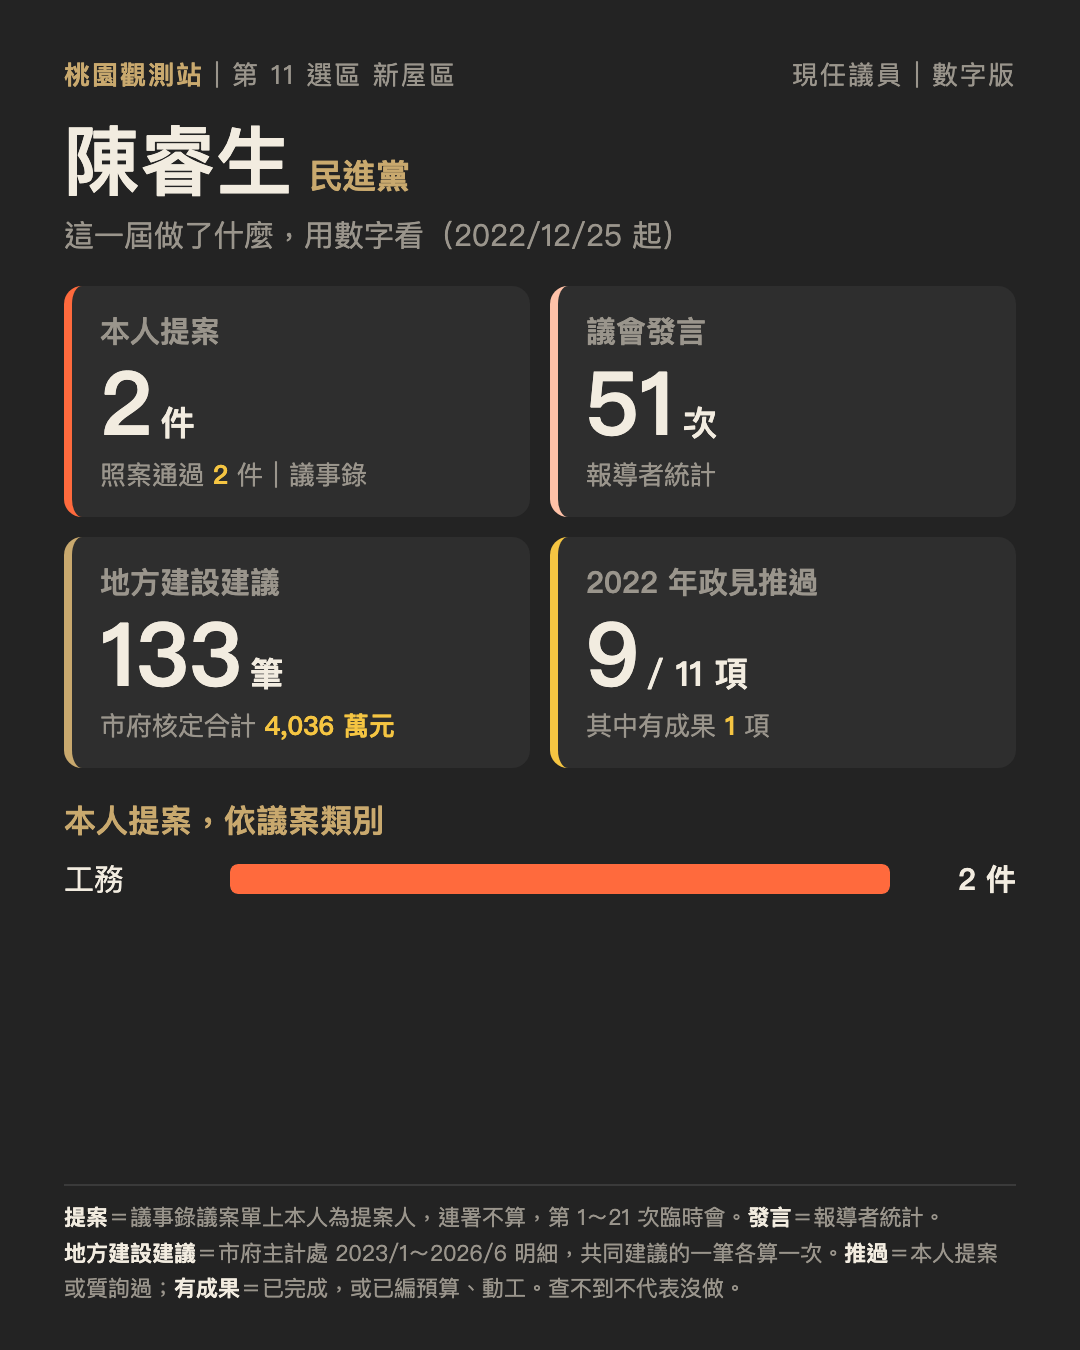 桃園觀測站｜第 11 選區 新屋區
現任議員｜數字版
陳睿生 民進黨
這一屆做了什麼，用數字看（2022/12/25 起）
本人提案
2 件
照案通過 2 件｜議事錄
議會發言
51 次
報導者統計
地方建設建議
133 筆
市府核定合計 4,036 萬元
2022 年政見推過
9 / 11 項
其中有成果 1 項
本人提案，依議案類別
工務 2 件
提案＝議事錄議案單上本人為提案人，連署不算，第 1～21 次臨時會。發言＝報導者統計。
地方建設建議＝市府主計處 2023/1～2026/6 明細，共同建議的一筆各算一次。推過＝本人提案
或質詢過；有成果＝已完成，或已編預算、動工。查不到不代表沒做。